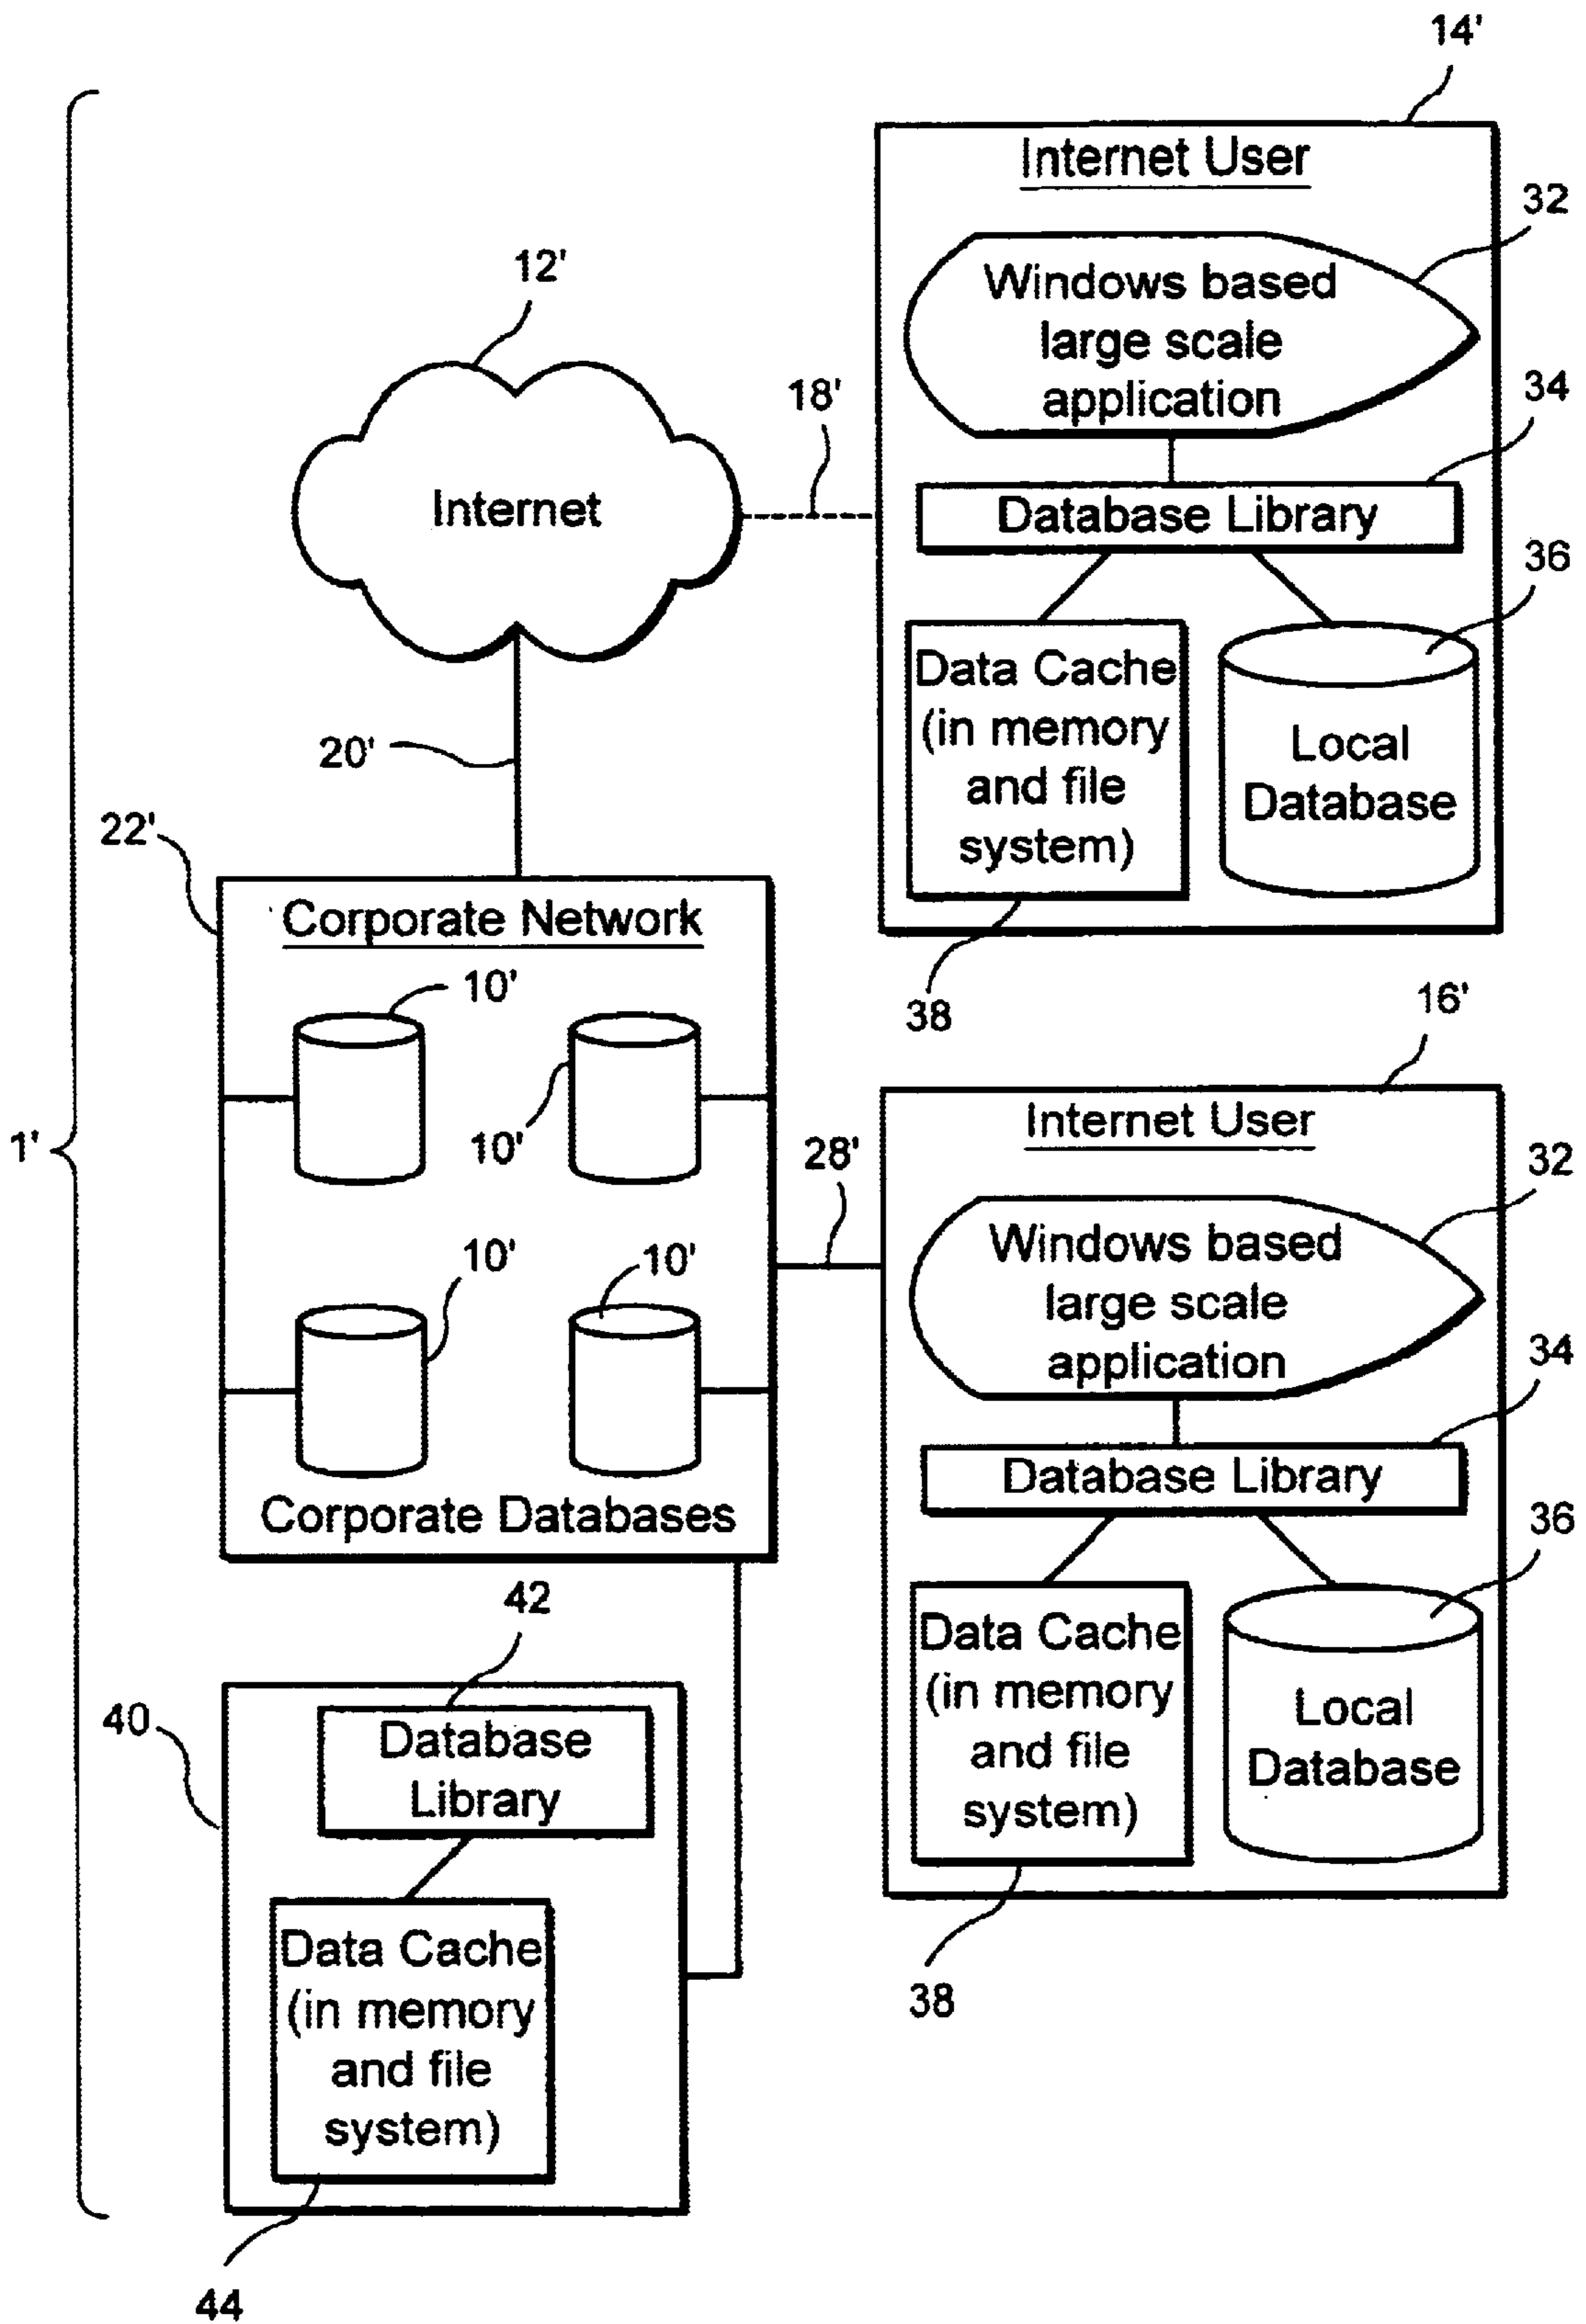 14'
Internet User
32
Windows based
large scale
application
34
Database Library
36
Data Cache
(in memory
and file
system)
Local
Database
38
12'
Internet
18'
20'
22'
Corporate Network
10'
10'
10'
10'
Corporate Databases
1'
28'
16'
Internet User
32
Windows based
large scale
application
34
Database Library
36
Data Cache
(in memory
and file
system)
Local
Database
38
42
40
Database
Library
Data Cache
(in memory
and file
system)
44